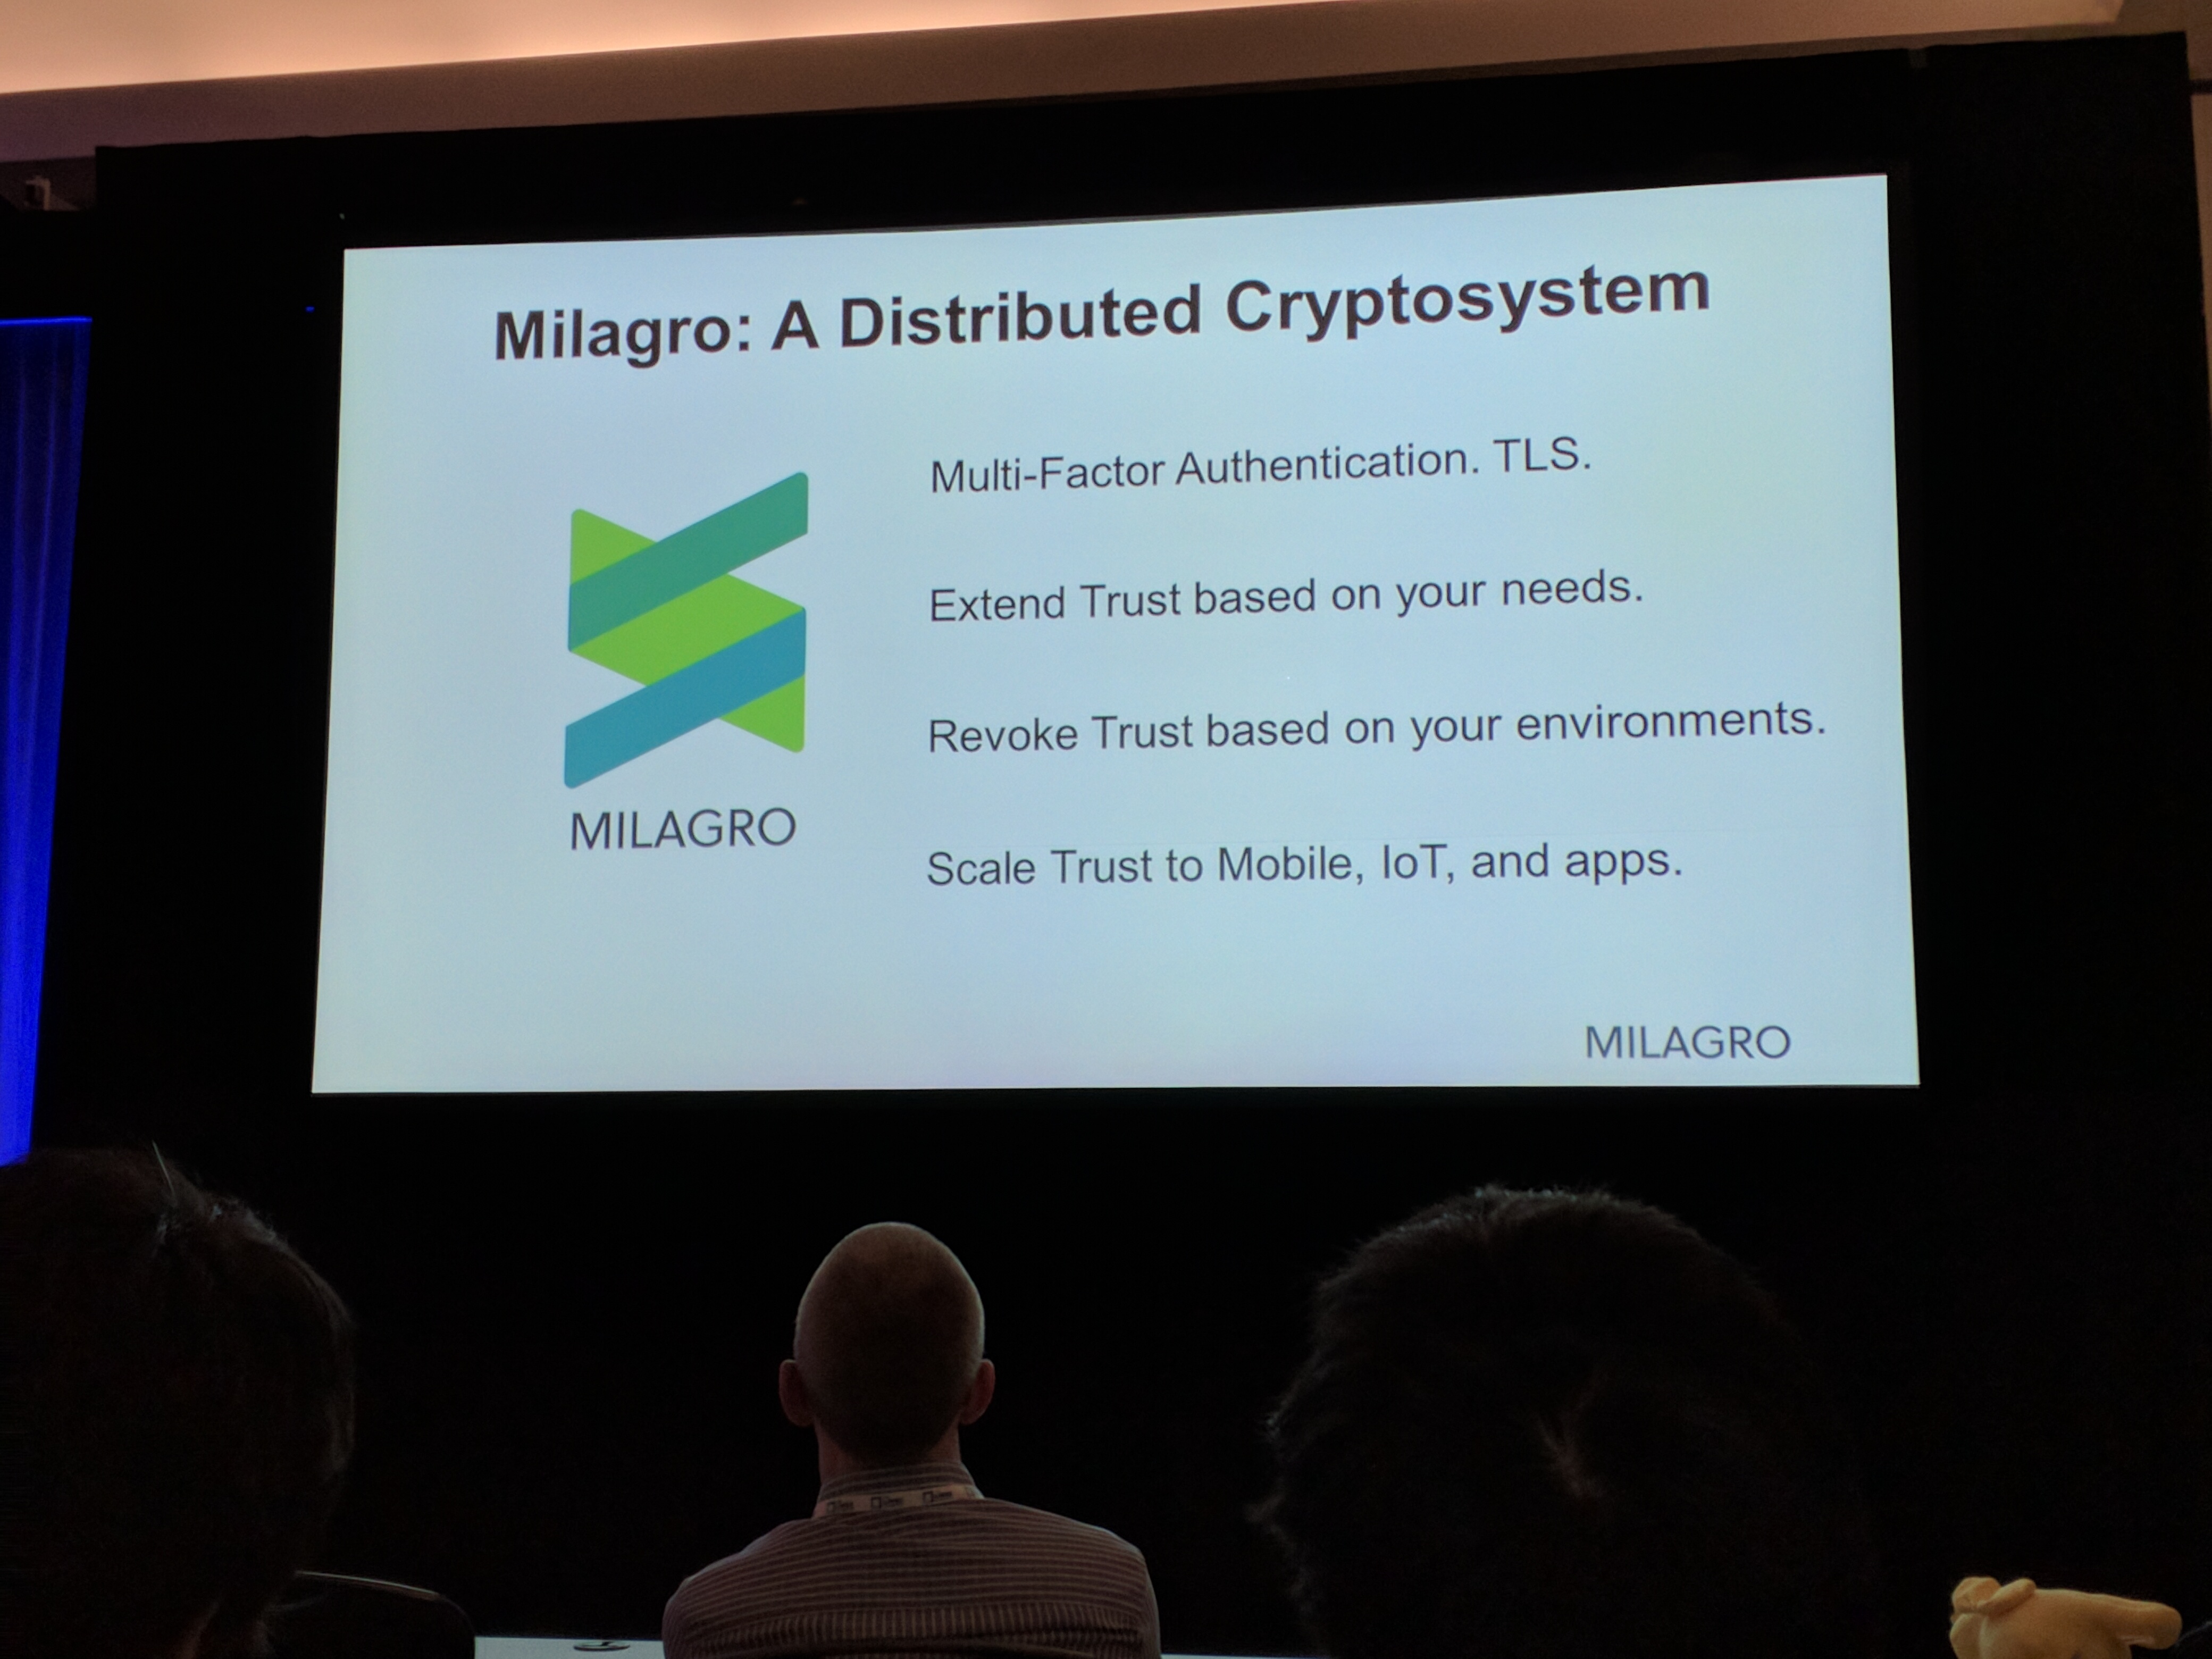 Milagro: A Distributed Cryptosystem
Multi-Factor Authentication. TLS.
Extend Trust based on your needs.
Revoke Trust based on your environments.
Scale Trust to Mobile, IoT, and apps.
MILAGRO
MILAGRO